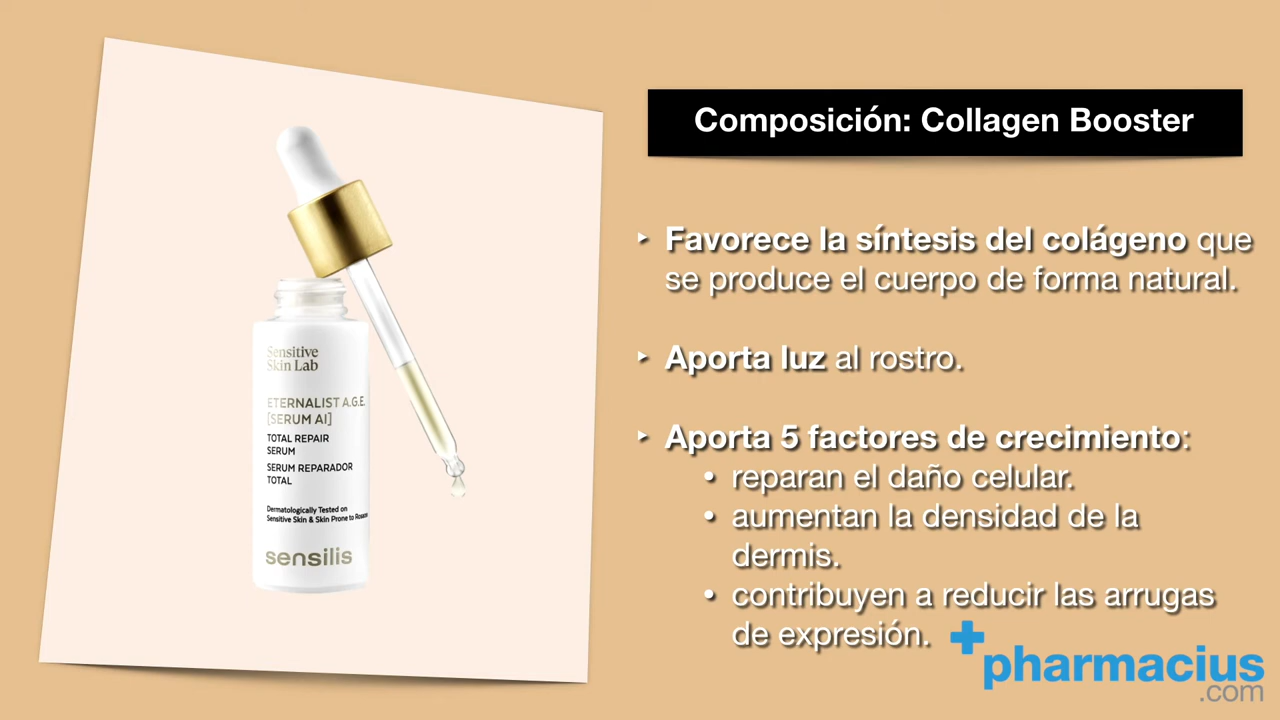 Composición: Collagen Booster
Favorece la síntesis del colágeno que
se produce el cuerpo de forma natural.
Aporta luz al rostro.
Aporta 5 factores de crecimiento:
• reparan el daño celular.
• aumentan la densidad de la
dermis.
• contribuyen a reducir las arrugas
de expresión.
Sensitive
Skin Lab
ETERNALIST A.G.E.
[SERUM AI]
TOTAL REPAIR
SERUM
SERUM REPARADOR
TOTAL
Dermatologically Tested on
Sensitive Skin & Skin Prone to
sensilis
pharmacius
.com